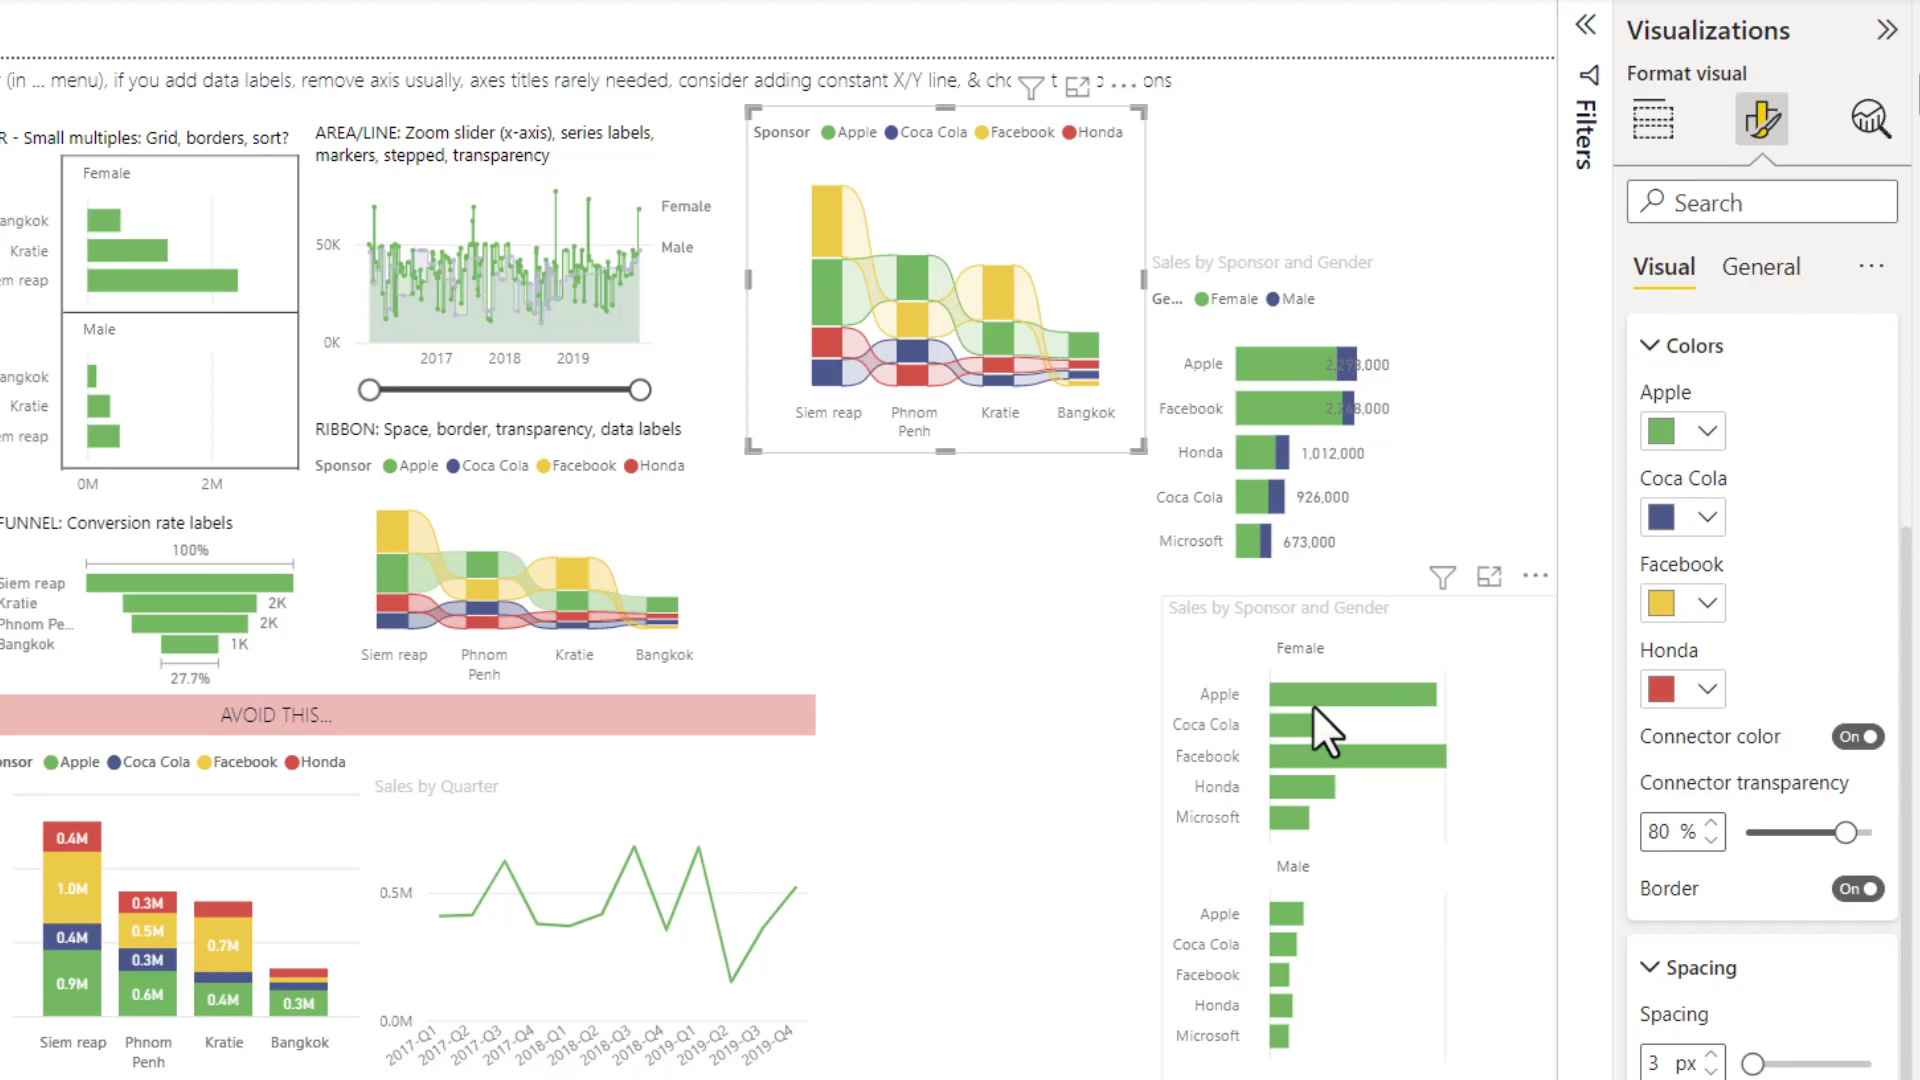 (in ... menu), if you add data labels, remove axis usually, axes titles rarely needed, consider adding constant X/Y line, & ons
R - Small multiples: Grid, borders, sort?
Female
angkok
Kratie
em reap
Male
angkok
Kratie
em reap
0M 2M
AREA/LINE: Zoom slider (x-axis), series labels,
markers, stepped, transparency
Female
Male
50K
0K
2017 2018 2019
RIBBON: Space, border, transparency, data labels
Sponsor Apple Coca Cola Facebook Honda
Siem reap Phnom Kratie Bangkok
Penh
FUNNEL: Conversion rate labels
100%
Siem reap
Kratie 2K
Phnom Pe... 2K
Bangkok 1K
27.7%
Sponsor Apple Coca Cola Facebook Honda
Siem reap Phnom Kratie Bangkok
Penh
Sales by Sponsor and Gender
Ge... Female Male
Apple 2,293,000
Facebook 2,248,000
Honda 1,012,000
Coca Cola 926,000
Microsoft 673,000
Sales by Sponsor and Gender
Female
Apple
Coca Cola
Facebook
Honda
Microsoft
Male
Apple
Coca Cola
Facebook
Honda
Microsoft
AVOID THIS...
onsor Apple Coca Cola Facebook Honda
0.4M
1.0M
0.4M
0.9M
0.3M
0.5M
0.3M
0.6M
0.7M
0.4M
0.3M
Siem reap Phnom Kratie Bangkok
Penh
Sales by Quarter
0.5M
0.0M
2017-Q1 2017-Q2 2017-Q3 2017-Q4 2018-Q1 2018-Q2 2018-Q3 2018-Q4 2019-Q1 2019-Q2 2019-Q3 2019-Q4
Filters
Visualizations
Format visual
Search
Visual General ...
Colors
Apple
Coca Cola
Facebook
Honda
Connector color On
Connector transparency
80 %
Border On
Spacing
Spacing
3 px